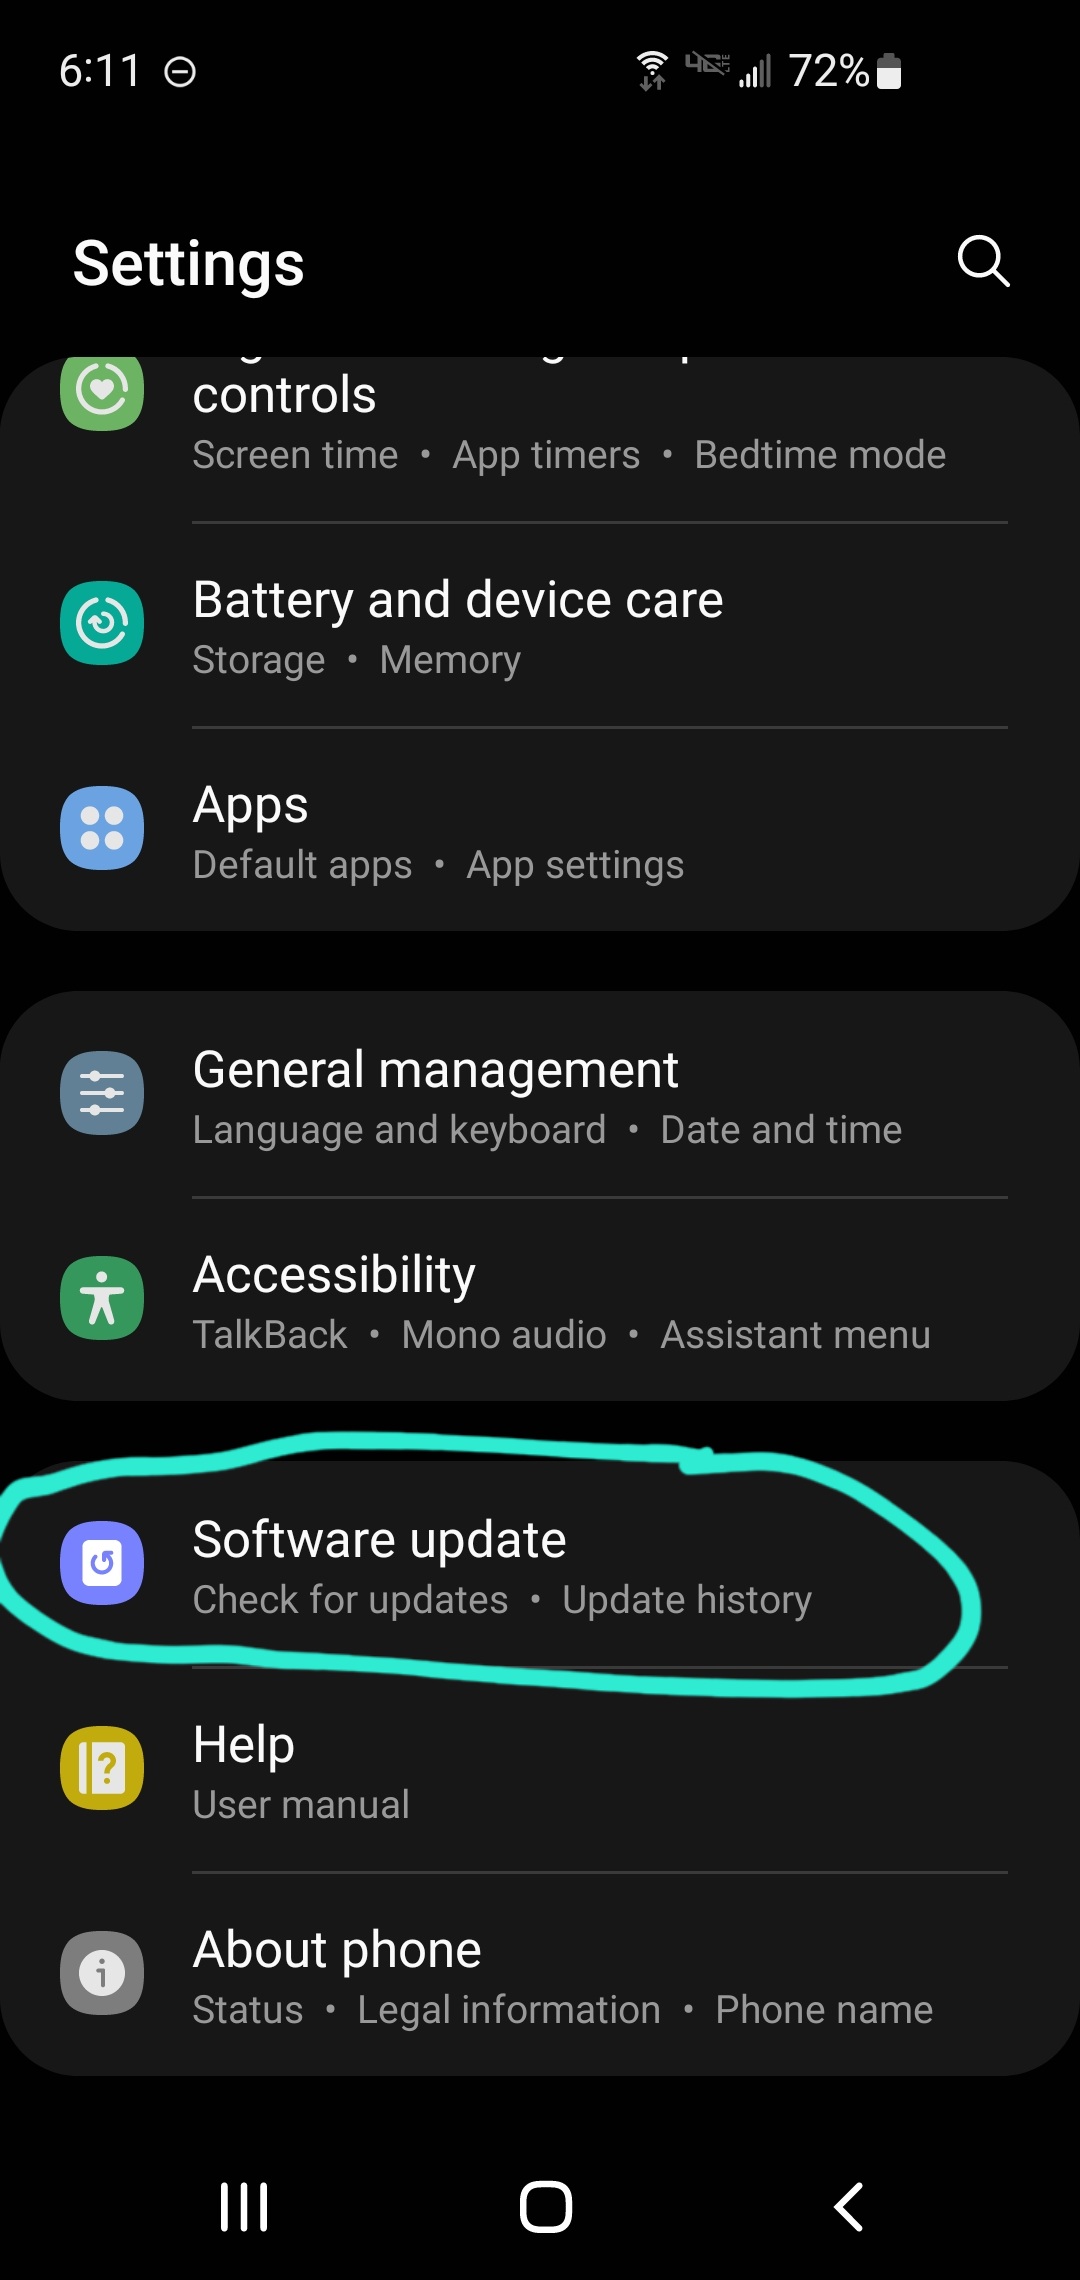 6:11
72%
Settings
controls
Screen time • App timers • Bedtime mode
Battery and device care
Storage • Memory
Apps
Default apps • App settings
General management
Language and keyboard • Date and time
Accessibility
TalkBack • Mono audio • Assistant menu
Software update
Check for updates • Update history
Help
User manual
About phone
Status • Legal information • Phone name